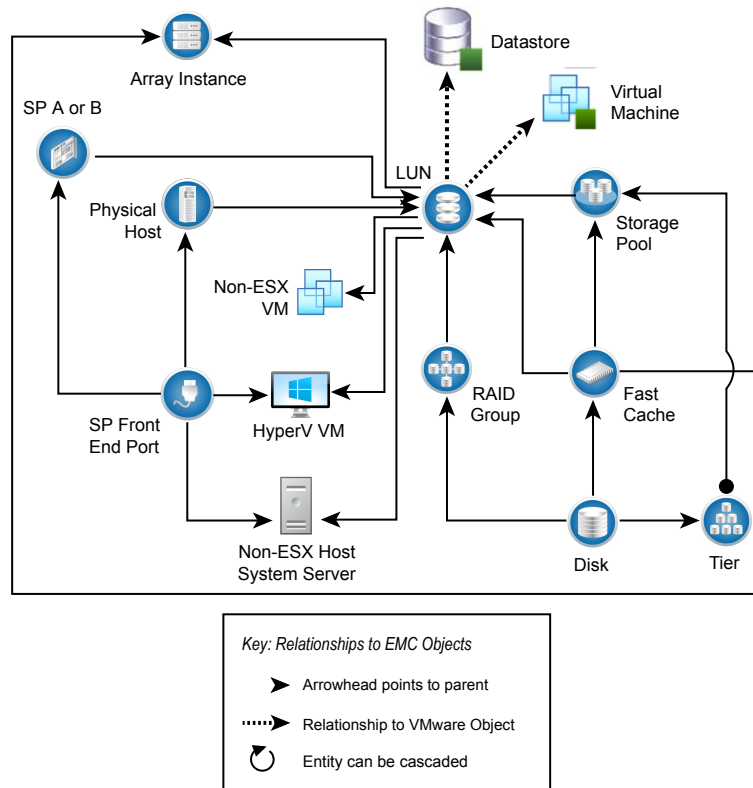 Datastore
Array Instance
SP A or B
Virtual
Machine
LUN
Physical
Host
Storage
Pool
Non-ESX
VM
RAID
Group
Fast
Cache
SP Front
End Port
HyperV VM
Non-ESX Host
System Server
Disk
Tier
Key: Relationships to EMC Objects
Arrowhead points to parent
Relationship to VMware Object
Entity can be cascaded